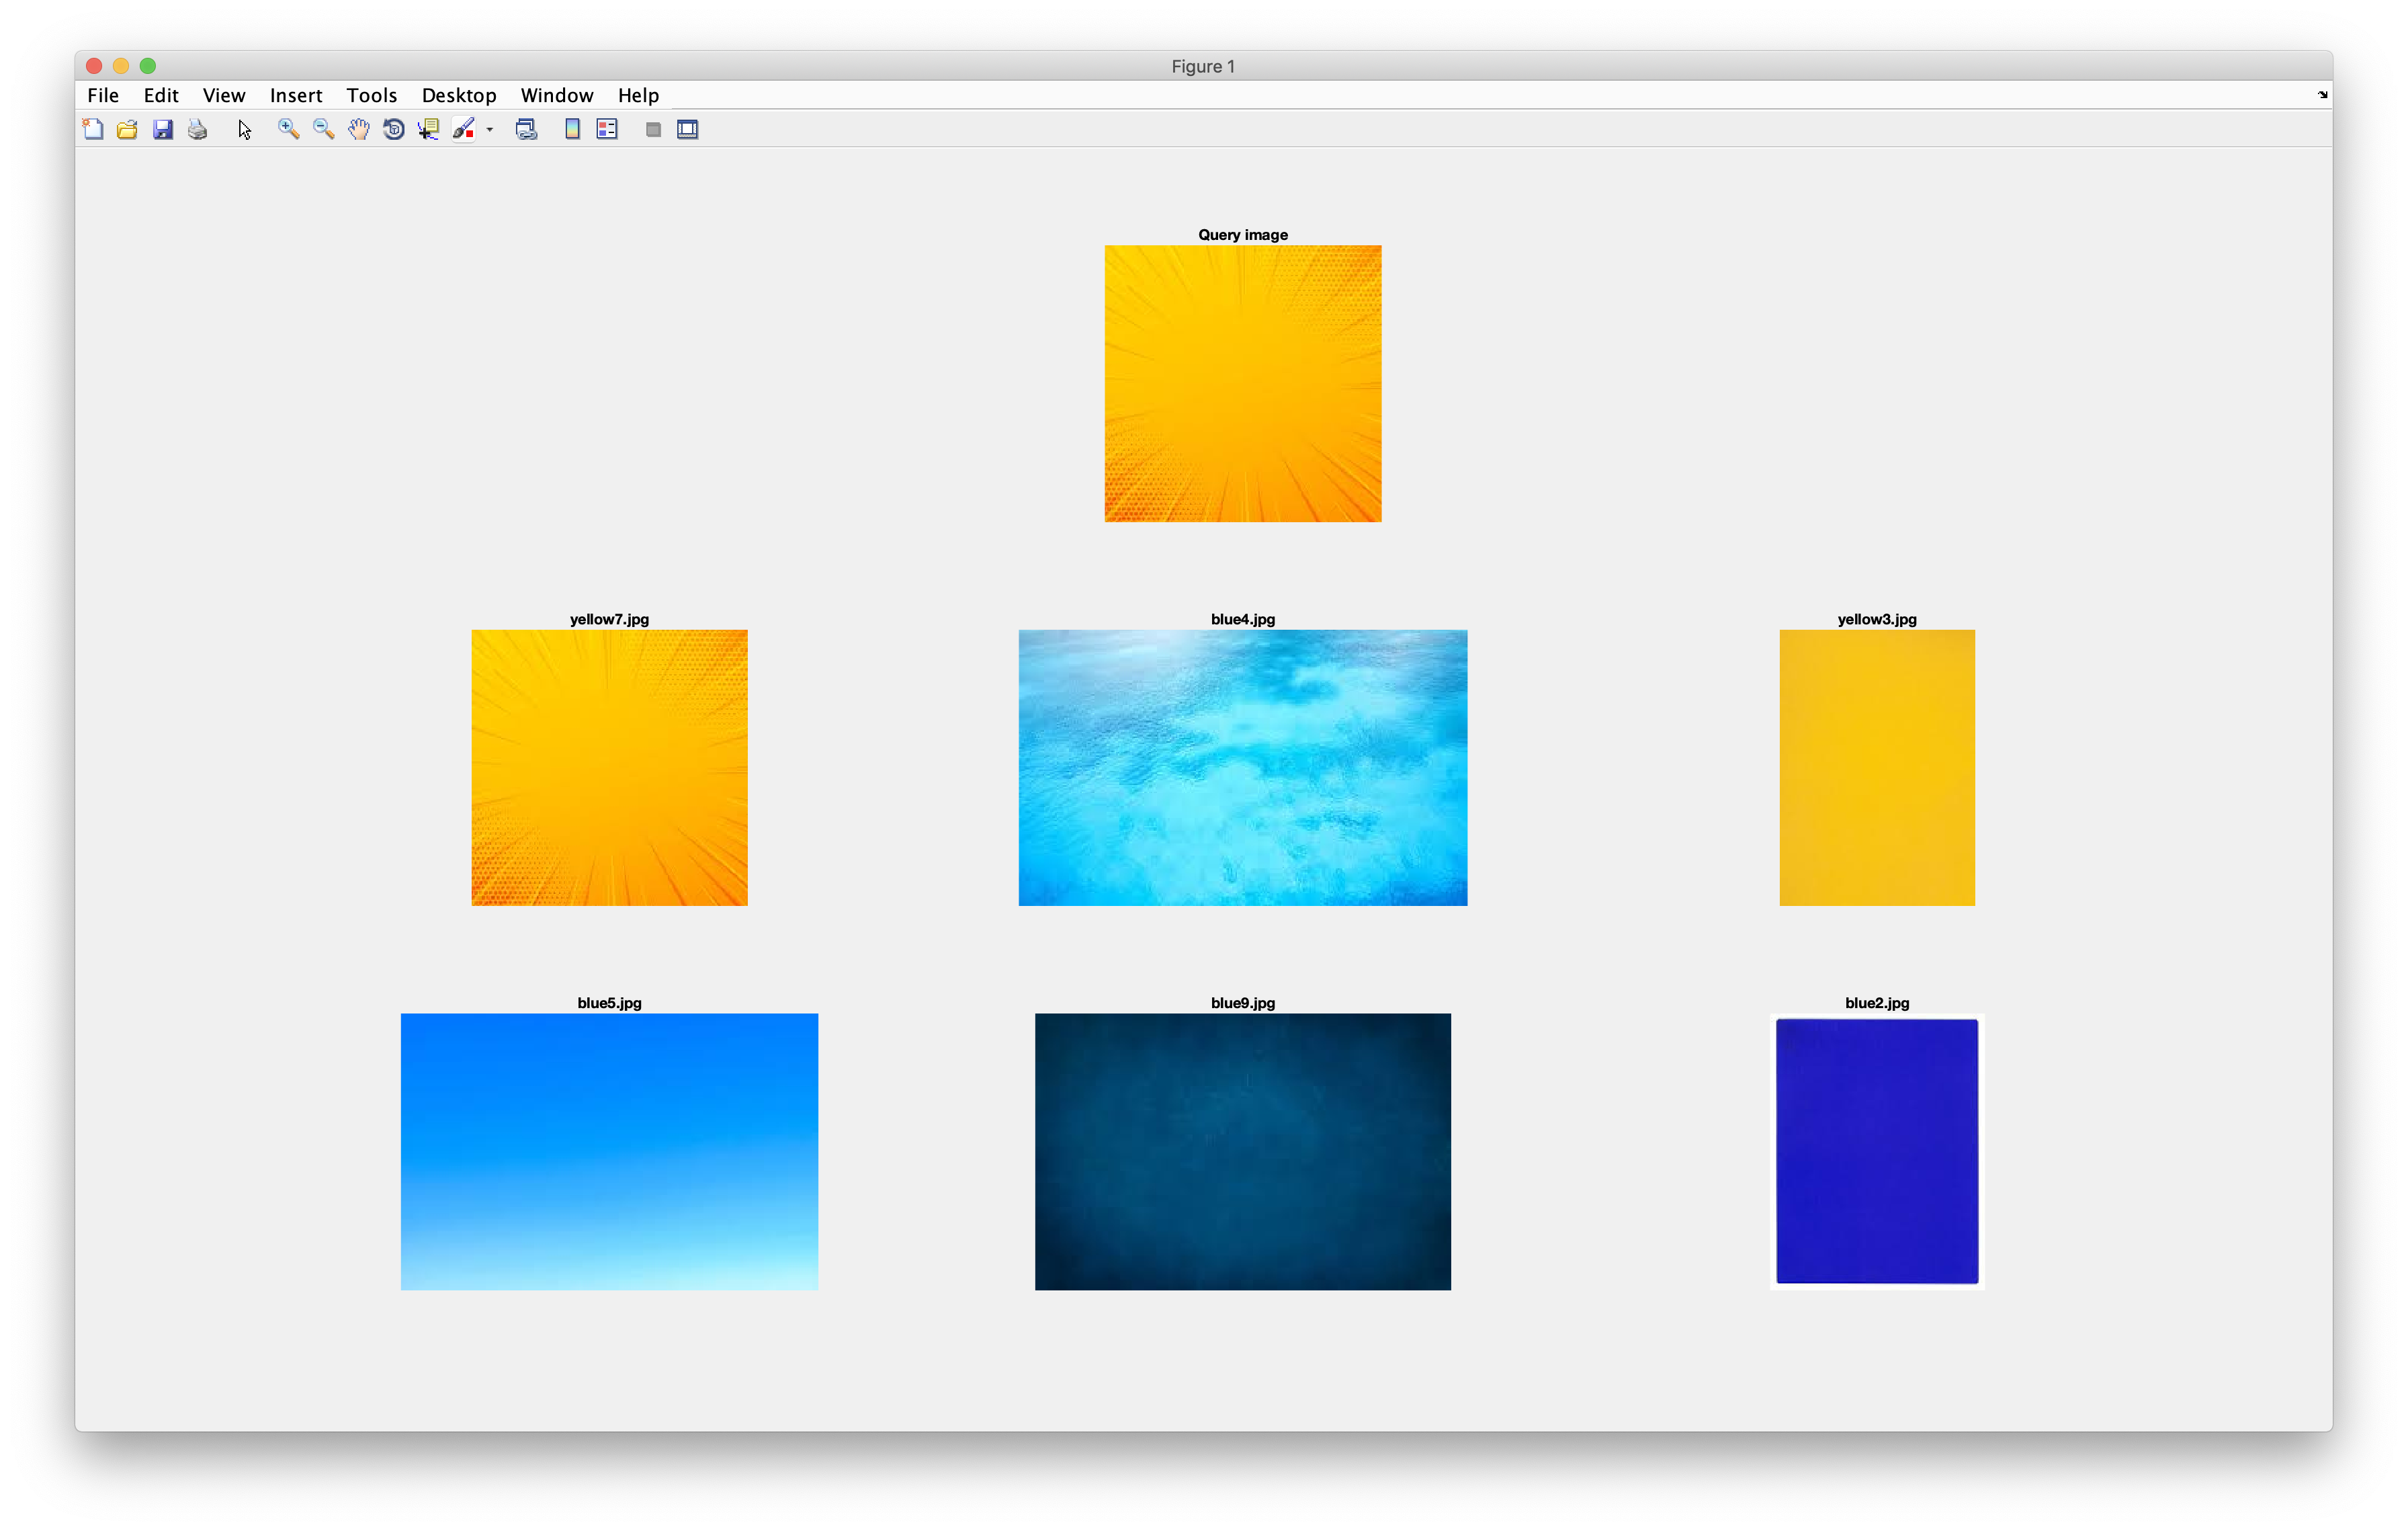 Figure 1
File Edit View Insert Tools Desktop Window Help
Query image
yellow7.jpg blue4.jpg yellow3.jpg
blue5.jpg blue9.jpg blue2.jpg